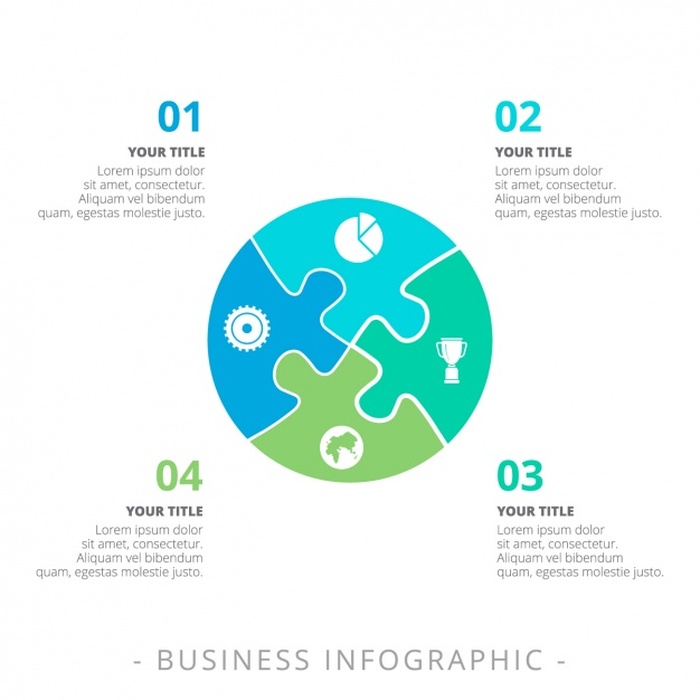 01
YOUR TITLE
Lorem ipsum dolor
sit amet, consectetur.
Aliquam vel bibendum
quam, egestas molestie justo.
02
YOUR TITLE
Lorem ipsum dolor
sit amet, consectetur.
Aliquam vel bibendum
quam, egestas molestie justo.
04
YOUR TITLE
Lorem ipsum dolor
sit amet, consectetur.
Aliquam vel bibendum
quam, egestas molestie justo.
03
YOUR TITLE
Lorem ipsum dolor
sit amet, consectetur.
Aliquam vel bibendum
quam, egestas molestie justo.
- BUSINESS INFOGRAPHIC -